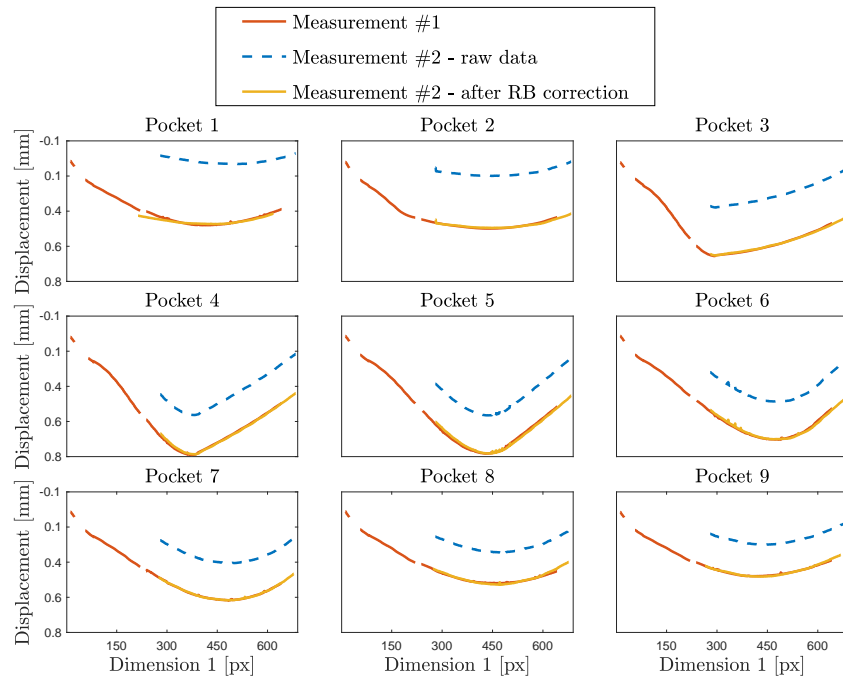 Measurement #1
Measurement #2 - raw data
Measurement #2 - after RB correction
Pocket 1
Pocket 2
Pocket 3
Displacement [mm]
-0.1
0.1
0.4
0.6
0.8
Pocket 4
Pocket 5
Pocket 6
Displacement [mm]
-0.1
0.1
0.4
0.6
0.8
Pocket 7
Pocket 8
Pocket 9
Displacement [mm]
-0.1
0.1
0.4
0.6
0.8
150 300 450 600
150 300 450 600
150 300 450 600
Dimension 1 [px]
Dimension 1 [px]
Dimension 1 [px]